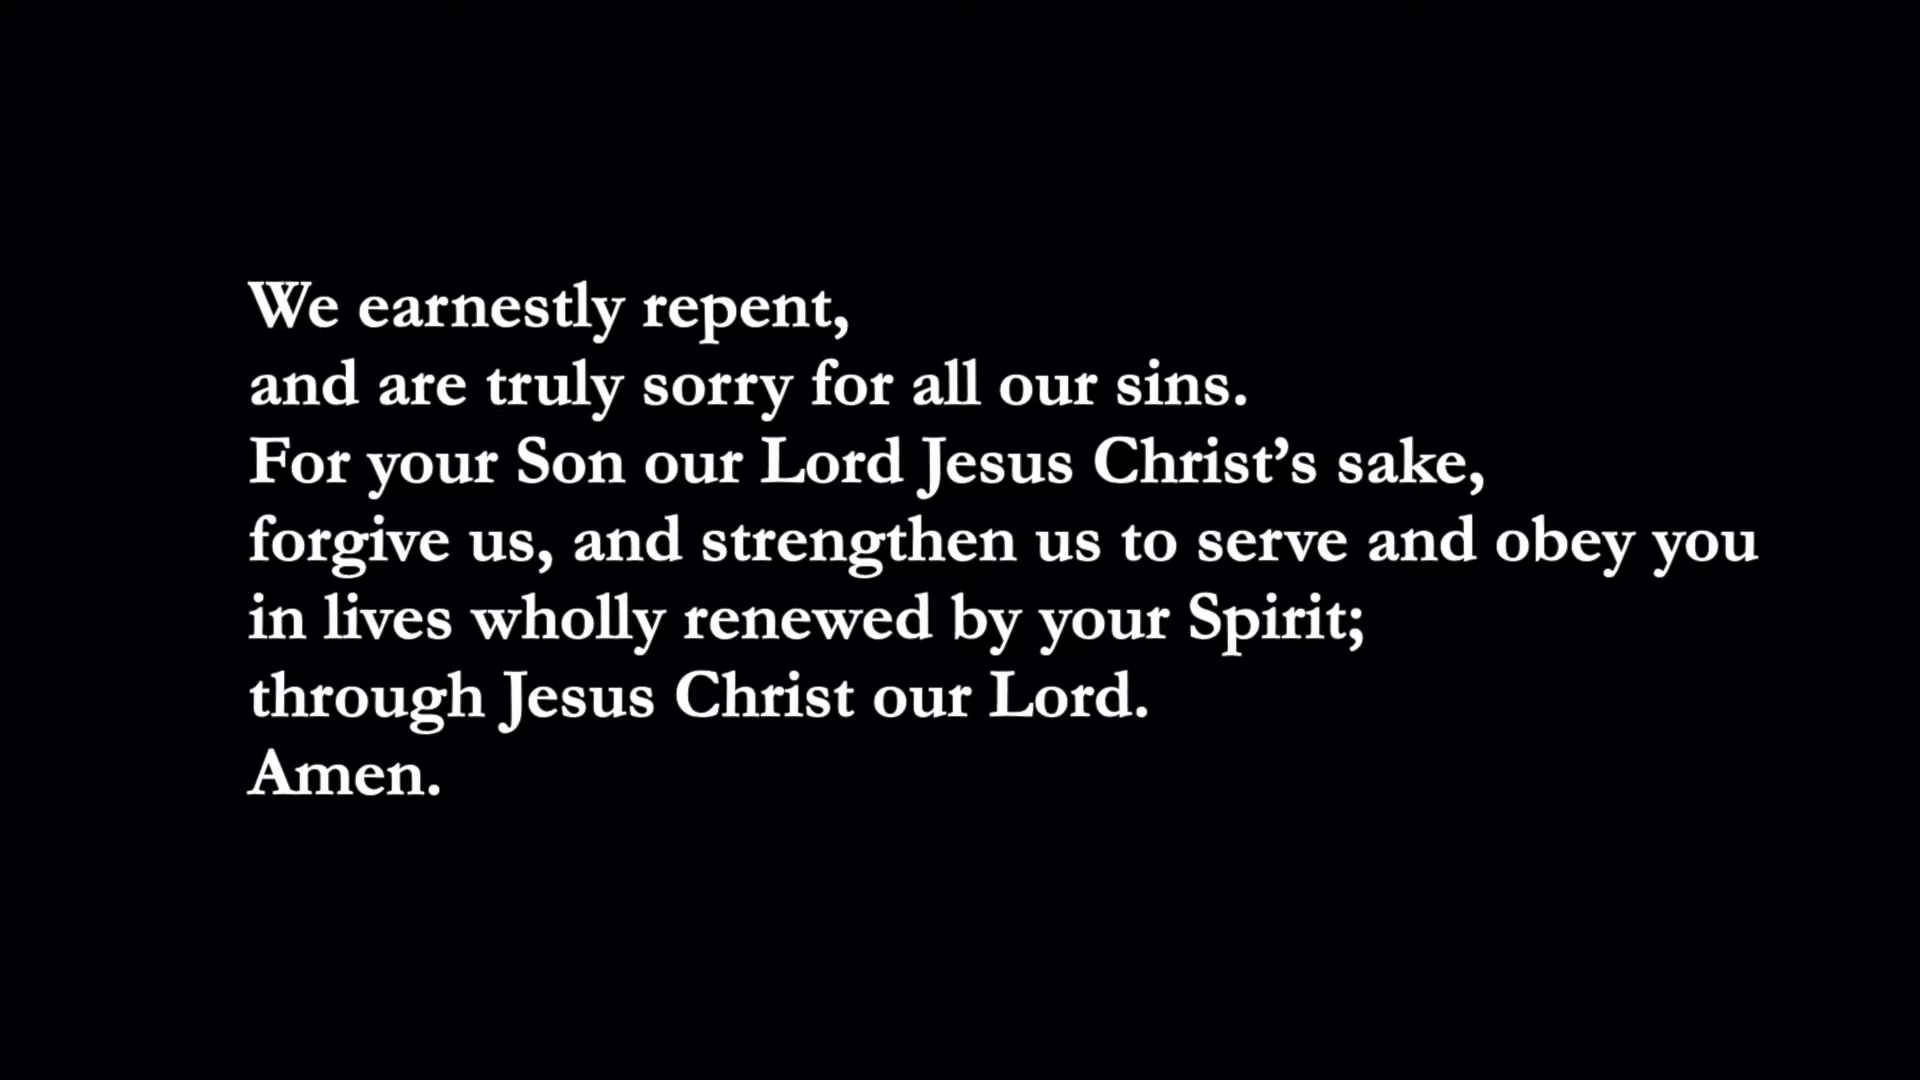 We earnestly repent,
and are truly sorry for all our sins.
For your Son our Lord Jesus Christ’s sake,
forgive us, and strengthen us to serve and obey you
in lives wholly renewed by your Spirit;
through Jesus Christ our Lord.
Amen.